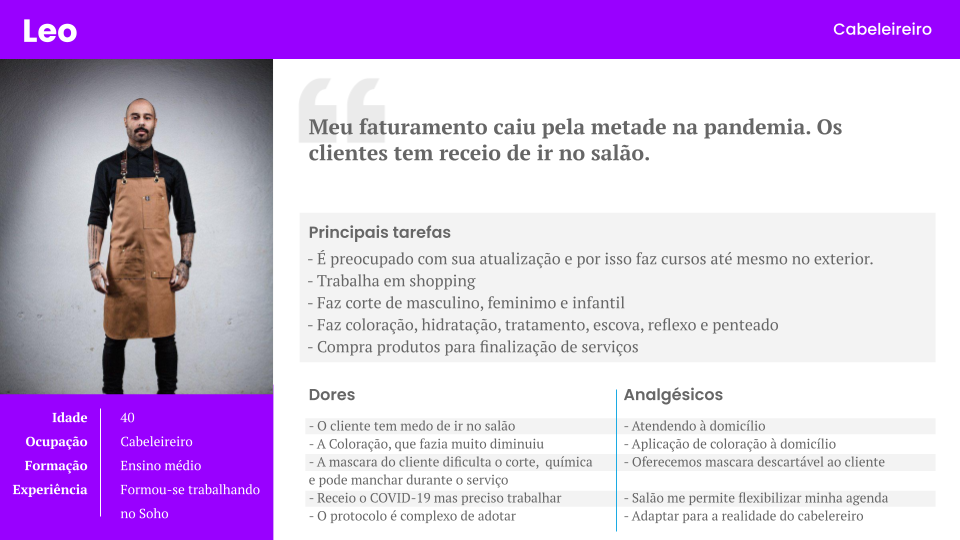 Leo
Cabeleireiro
Meu faturamento caiu pela metade na pandemia. Os
clientes tem receio de ir no salão.
Principais tarefas
- É preocupado com sua atualização e por isso faz cursos até mesmo no exterior.
- Trabalha em shopping
- Faz corte de masculino, feminimo e infantil
- Faz coloração, hidratação, tratamento, escova, reflexo e penteado
- Compra produtos para finalização de serviços
Idade 40
Ocupação Cabeleireiro
Formação Ensino médio
Experiência Formou-se trabalhando
no Soho
Dores
- O cliente tem medo de ir no salão
- A Coloração, que fazia muito diminuiu
- A mascara do cliente dificulta o corte, química
e pode manchar durante o serviço
- Receio o COVID-19 mas preciso trabalhar
- O protocolo é complexo de adotar
Analgésicos
- Atendendo à domicílio
- Aplicação de coloração à domicílio
- Oferecemos mascara descartável ao cliente
- Salão me permite flexibilizar minha agenda
- Adaptar para a realidade do cabelereiro